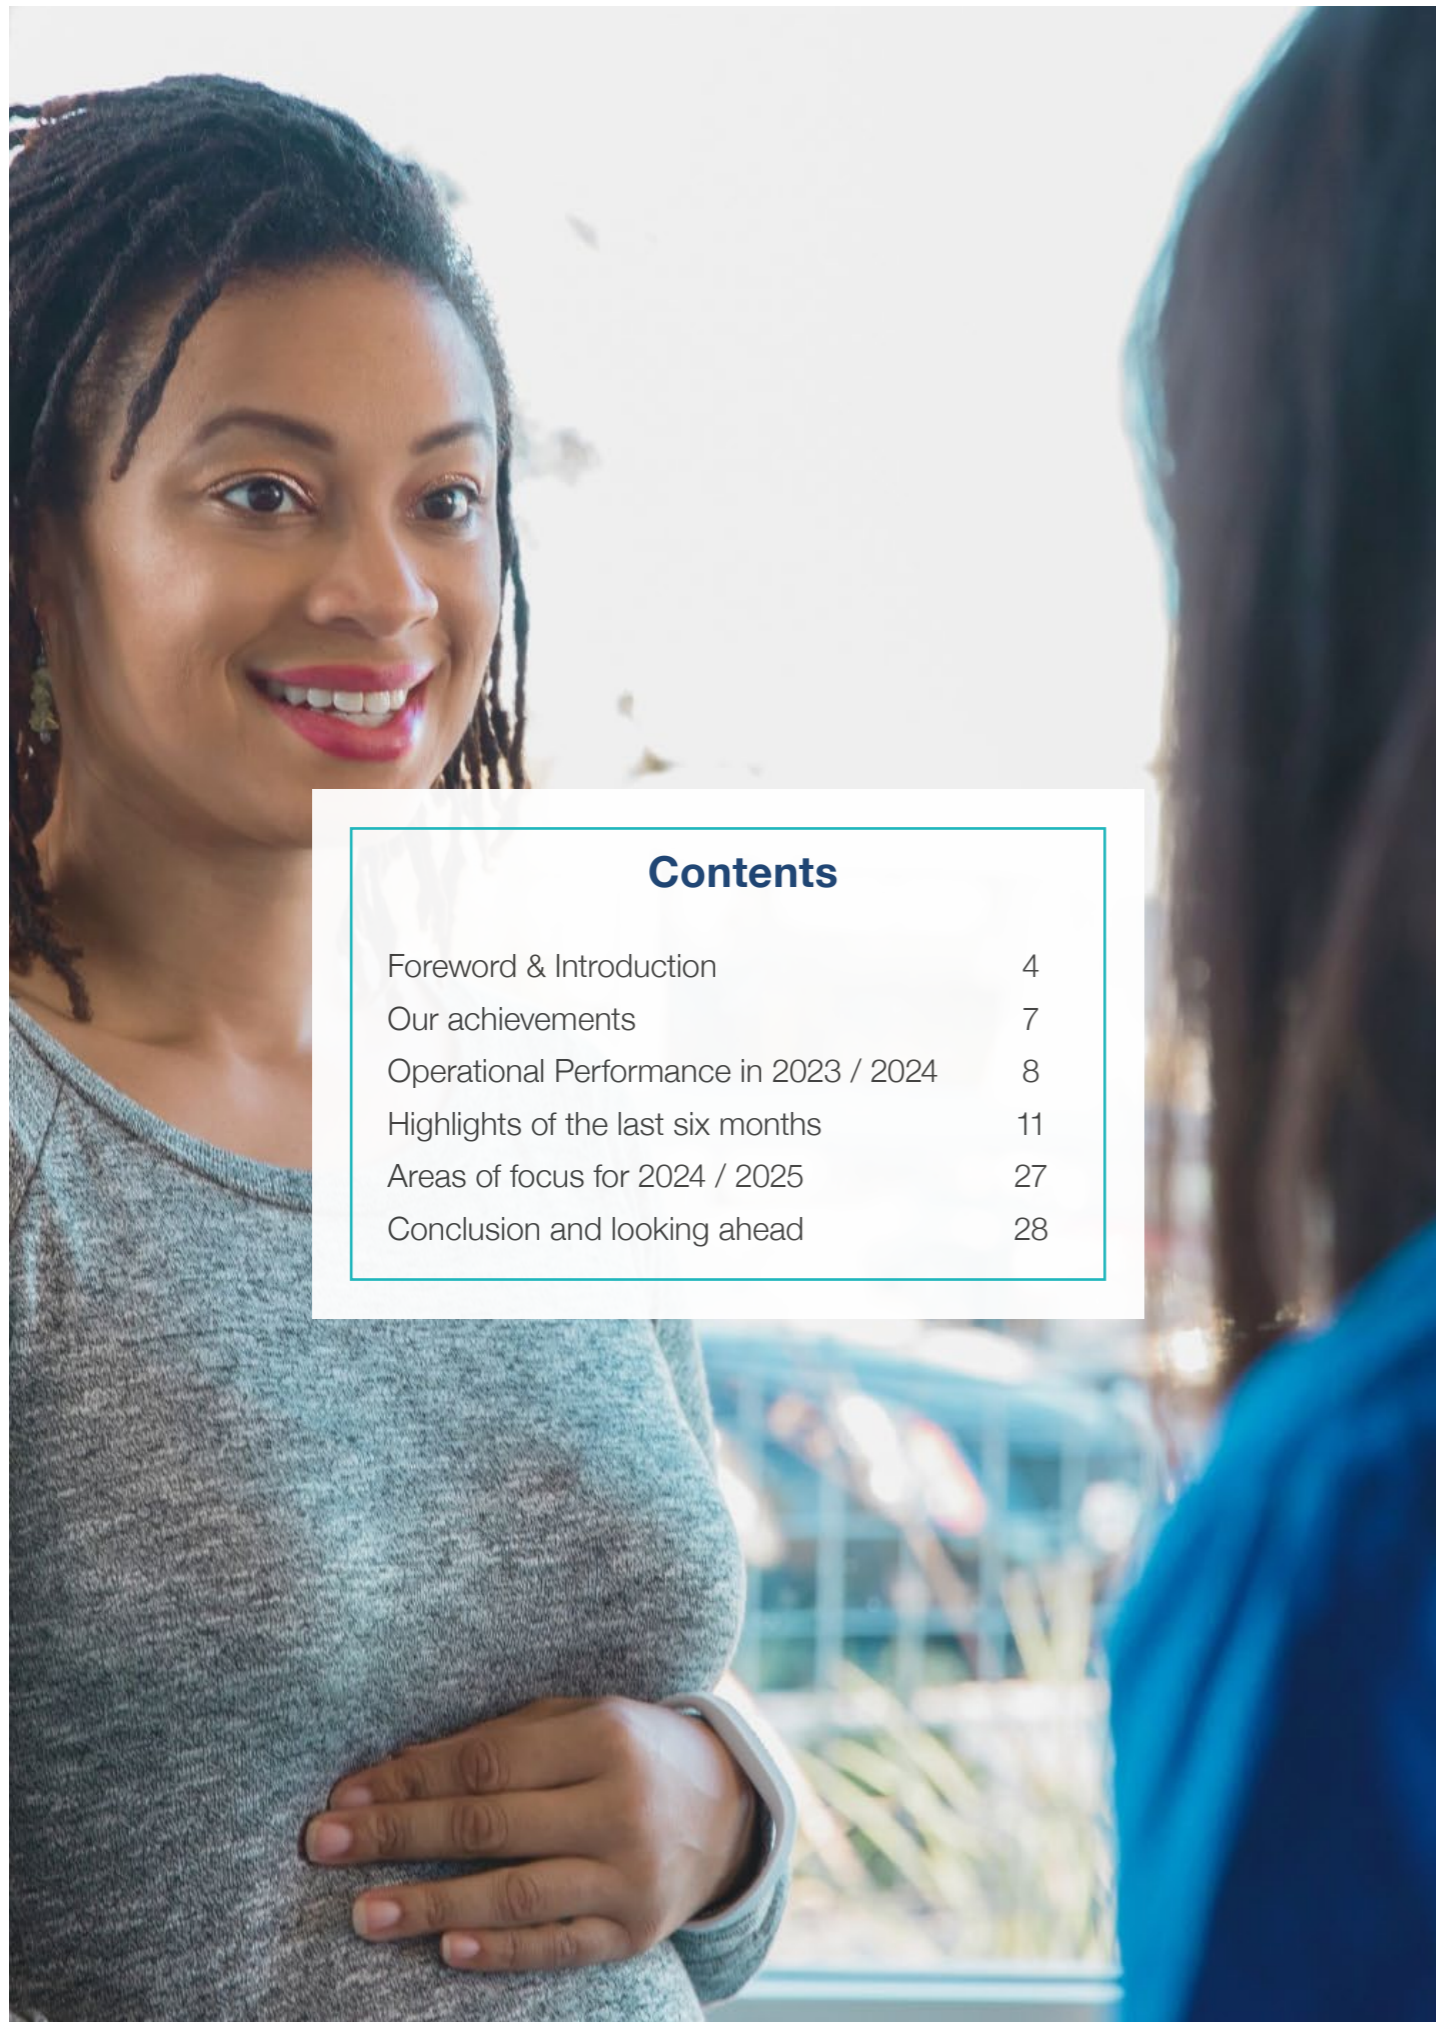 Contents
Foreword & Introduction 4
Our achievements 7
Operational Performance in 2023 / 2024 8
Highlights of the last six months 11
Areas of focus for 2024 / 2025 27
Conclusion and looking ahead 28